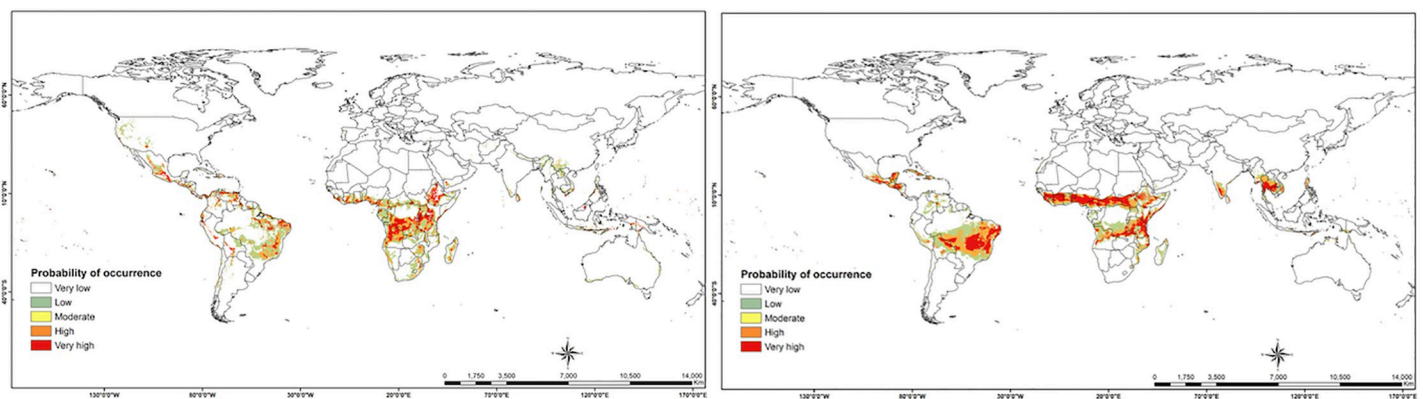 Probability of occurrence
Very low
Low
Moderate
High
Very high
0 1,750 3,500 7,000 10,500 14,000
Km
130°0'0"W 80°0'0"W 30°0'0"W 20°0'0"E 70°0'0"E 120°0'0"E 170°0'0"E
Probability of occurrence
Very low
Low
Moderate
High
Very high
0 1,750 3,500 7,000 10,500 14,000
Km
130°0'0"W 80°0'0"W 30°0'0"W 20°0'0"E 70°0'0"E 120°0'0"E 170°0'0"E